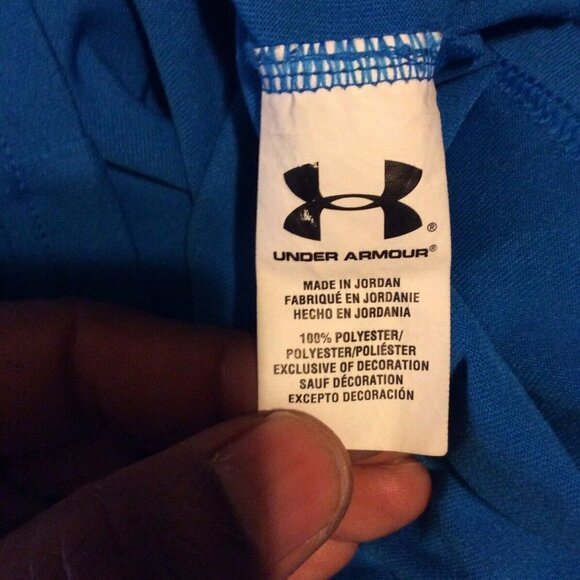 ®
UNDER ARMOUR®
MADE IN JORDAN
FABRIQUÉ EN JORDANIE
HECHO EN JORDANIA
100% POLYESTER/
POLYESTER/POLIÉSTER
EXCLUSIVE OF DECORATION
SAUF DÉCORATION
EXCEPTO DECORACIÓN